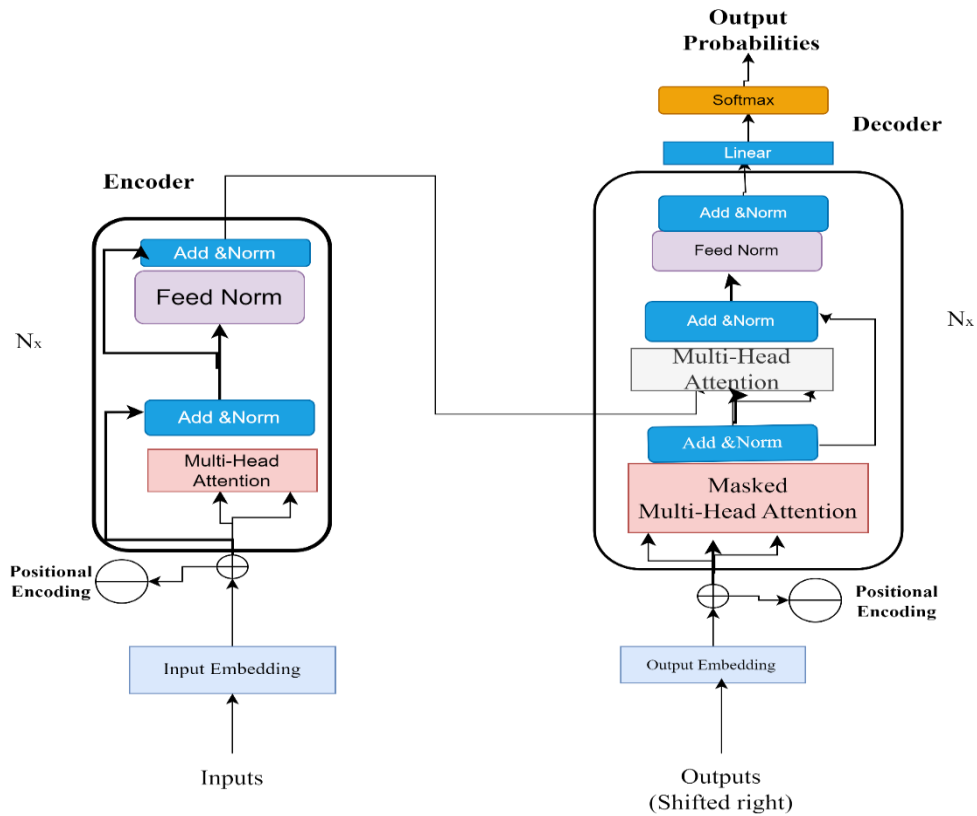 Output
Probabilities
Softmax
Decoder
Linear
Encoder
Add &Norm
Feed Norm
Nx
Add &Norm
Multi-Head
Attention
Positional
Encoding
Input Embedding
Inputs
Add &Norm
Feed Norm
Add &Norm
Nx
Multi-Head
Attention
Add &Norm
Masked
Multi-Head Attention
Positional
Encoding
Output Embedding
Outputs
(Shifted right)